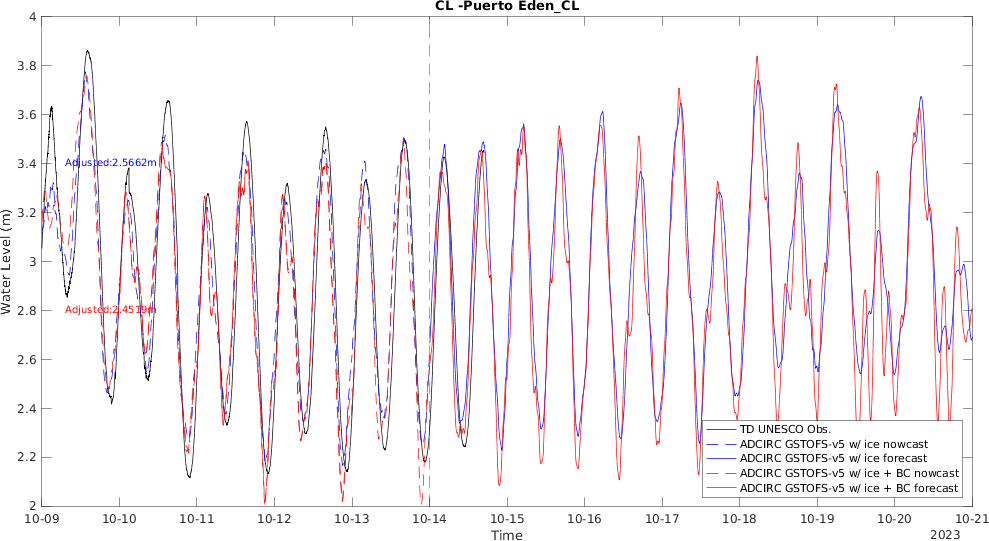 CL -Puerto Eden_CL
4
3.8
3.6
3.4
3.2
3
2.8
2.6
2.4
2.2
2
Water Level (m)
Adjusted:2.5662m
Adjusted:2.4519m
TD UNESCO Obs.
ADCIRC GSTOFS-v5 w/ ice nowcast
ADCIRC GSTOFS-v5 w/ ice forecast
ADCIRC GSTOFS-v5 w/ ice + BC nowcast
ADCIRC GSTOFS-v5 w/ ice + BC forecast
10-09 10-10 10-11 10-12 10-13 10-14 10-15 10-16 10-17 10-18 10-19 10-20 10-21
Time
2023